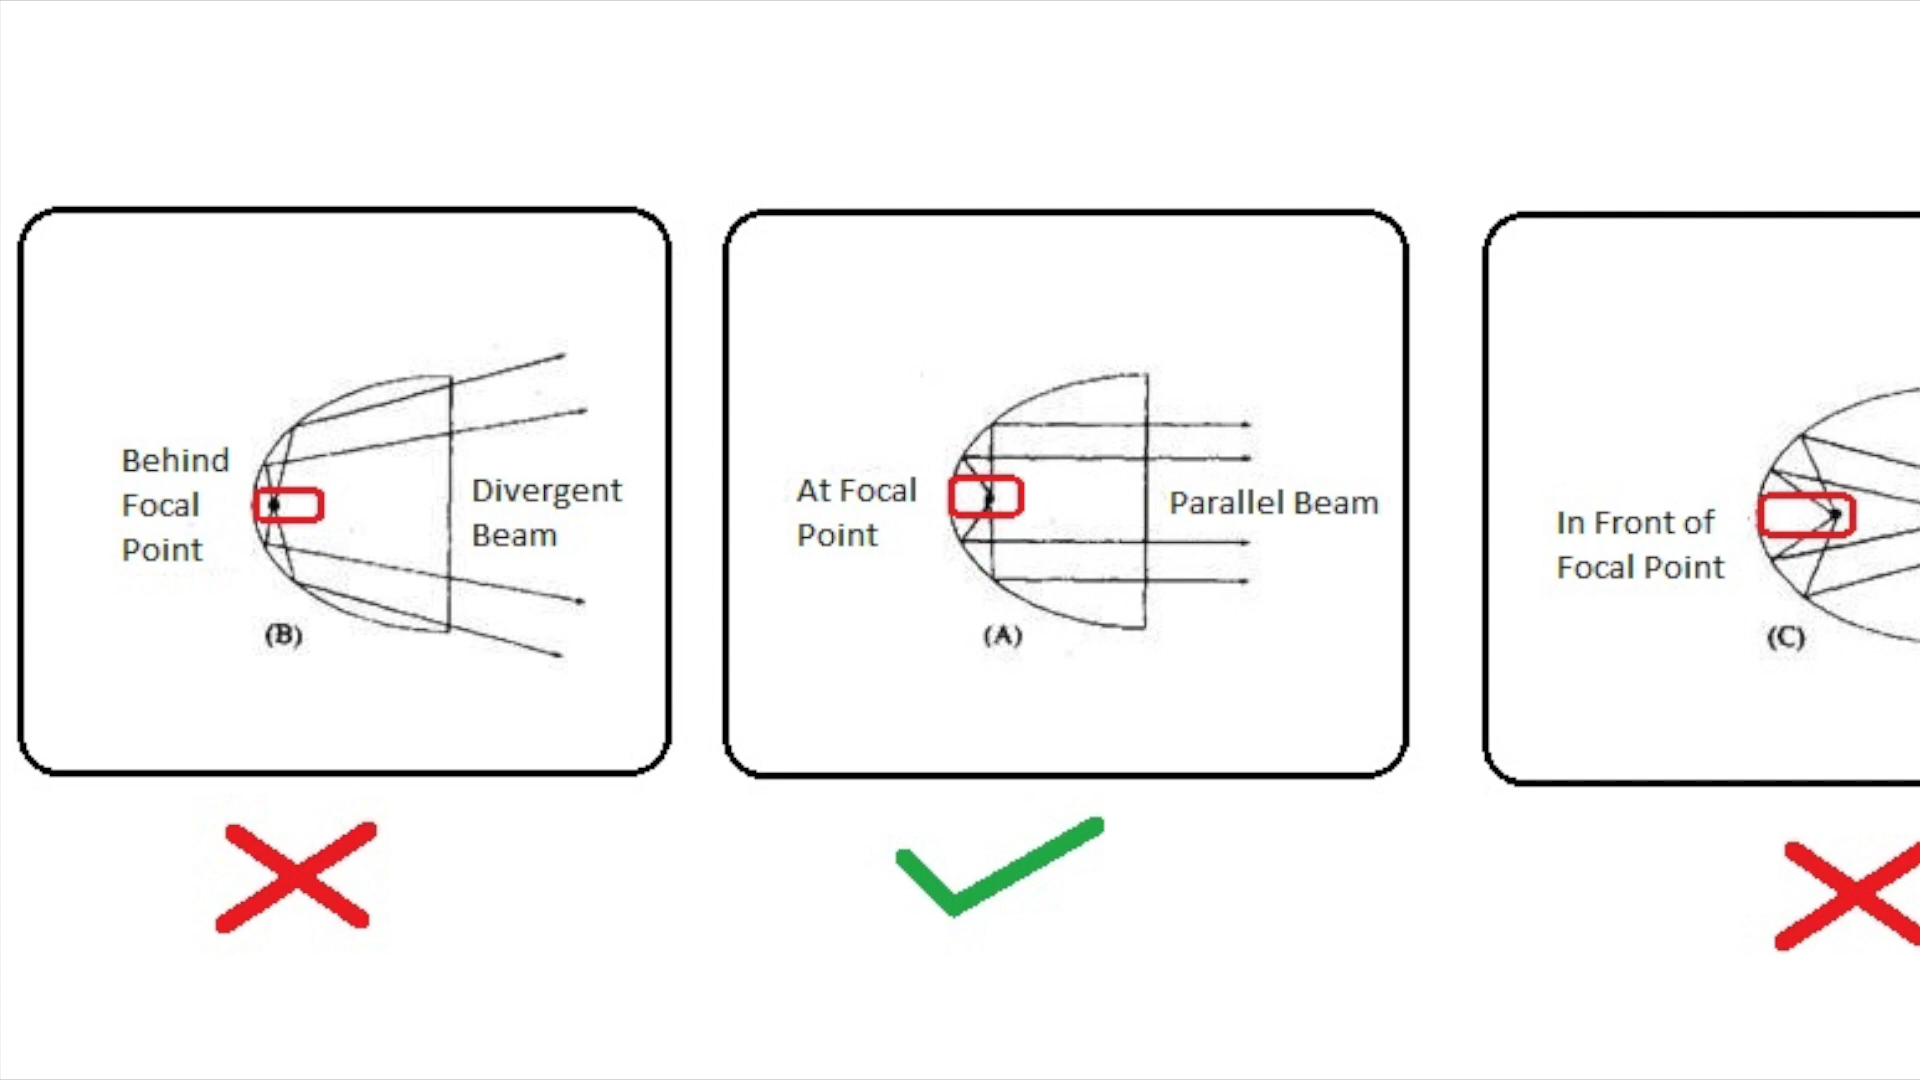 Behind
Focal
Point
Divergent
Beam
(B)
At Focal
Point
Parallel Beam
(A)
In Front of
Focal Point
(C)